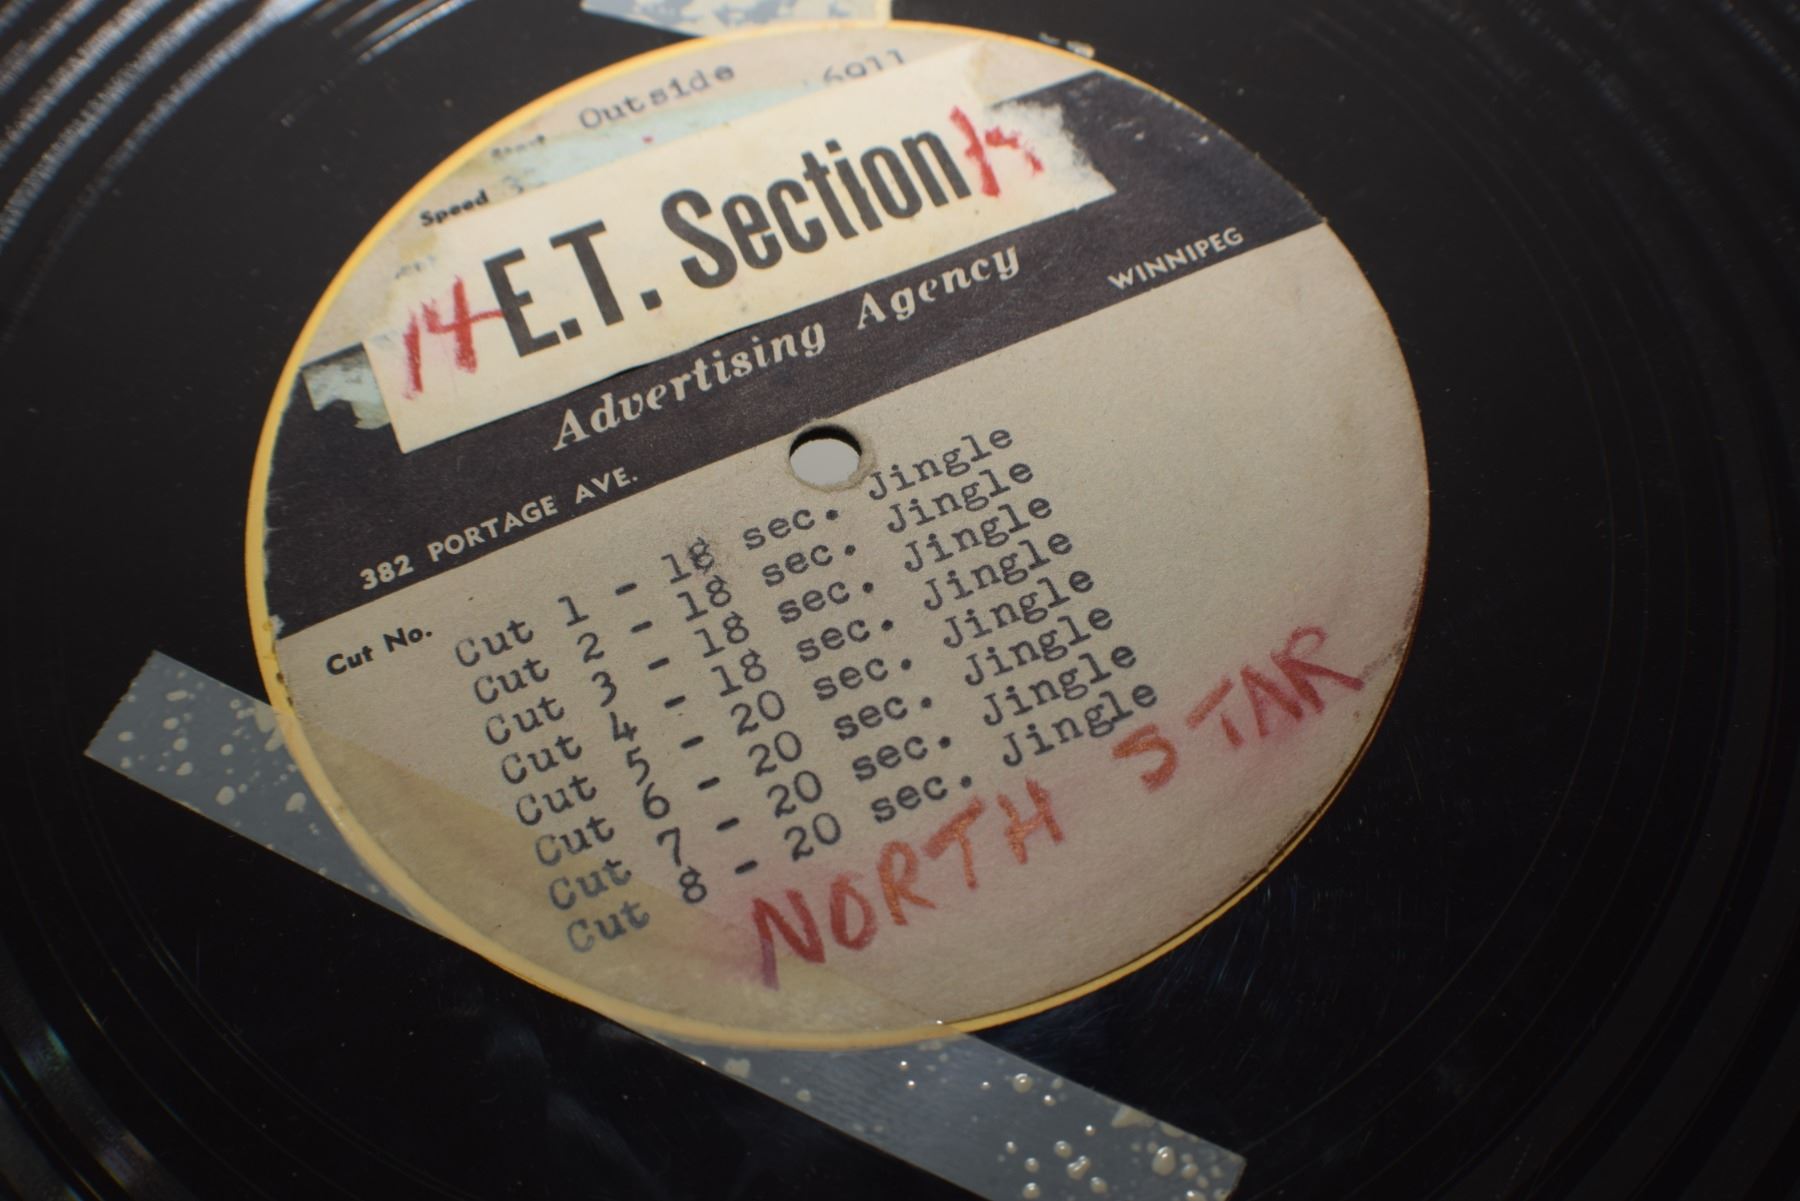 Start Outside
Speed
14 E.T. Section 14
Advertising Agency
382 PORTAGE AVE. WINNIPEG
Cut No.
Cut 1 - 18 sec. Jingle
Cut 2 - 18 sec. Jingle
Cut 3 - 18 sec. Jingle
Cut 4 - 18 sec. Jingle
Cut 5 - 20 sec. Jingle
Cut 6 - 20 sec. Jingle
Cut 7 - 20 sec. Jingle
Cut 8 - 20 sec. Jingle
NORTH STAR